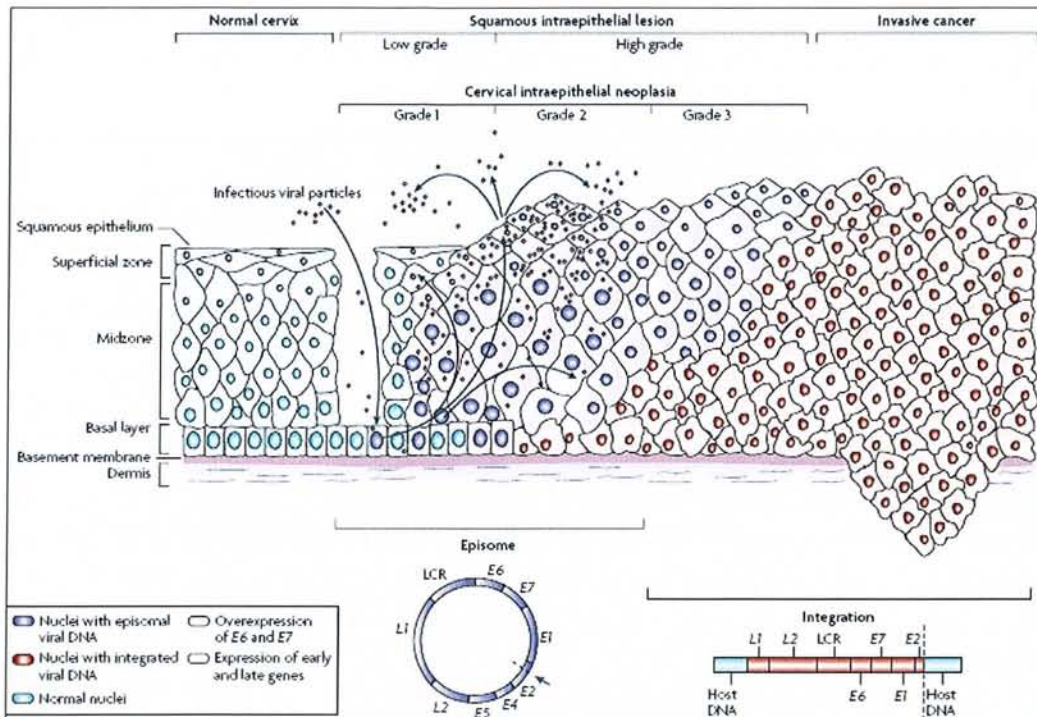 Normal cervix
Squamous intraepithelial lesion
Invasive cancer
Low grade
High grade
Cervical intraepithelial neoplasia
Grade 1
Grade 2
Grade 3
Infectious viral particles
Squamous epithelium
Superficial zone
Midzone
Basal layer
Basement membrane
Dermis
Episome
LCR
E6
E7
L1
E1
E2
E4
E5
L2
Nuclei with episomal
viral DNA
Overexpression
of E6 and E7
Nuclei with integrated
viral DNA
Expression of early
and late genes
Normal nuclei
Integration
L1
L2
LCR
E7
E2
Host
DNA
E6
E1
Host
DNA